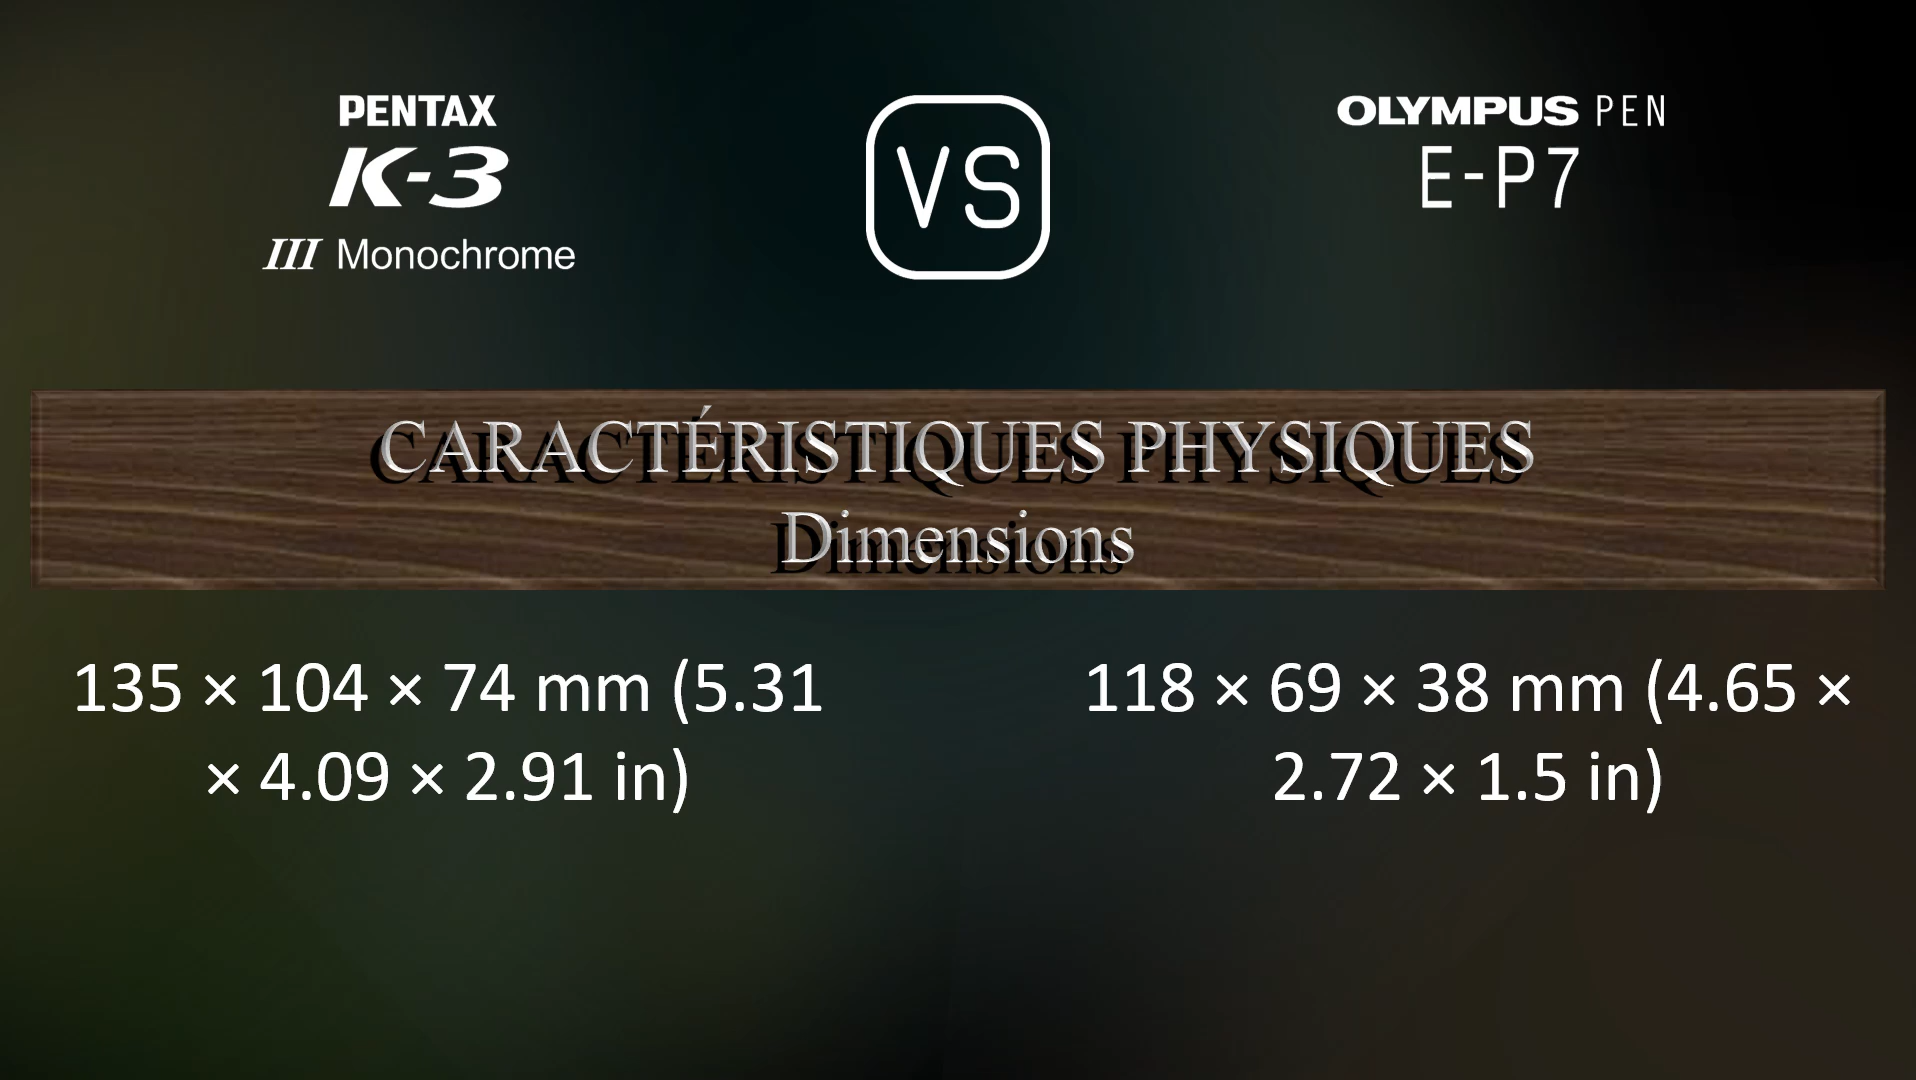 PENTAX
K-3
III Monochrome
VS
OLYMPUS PEN
E-P7
CARACTÉRISTIQUES PHYSIQUES
Dimensions
135 × 104 × 74 mm (5.31
× 4.09 × 2.91 in)
118 × 69 × 38 mm (4.65 ×
2.72 × 1.5 in)